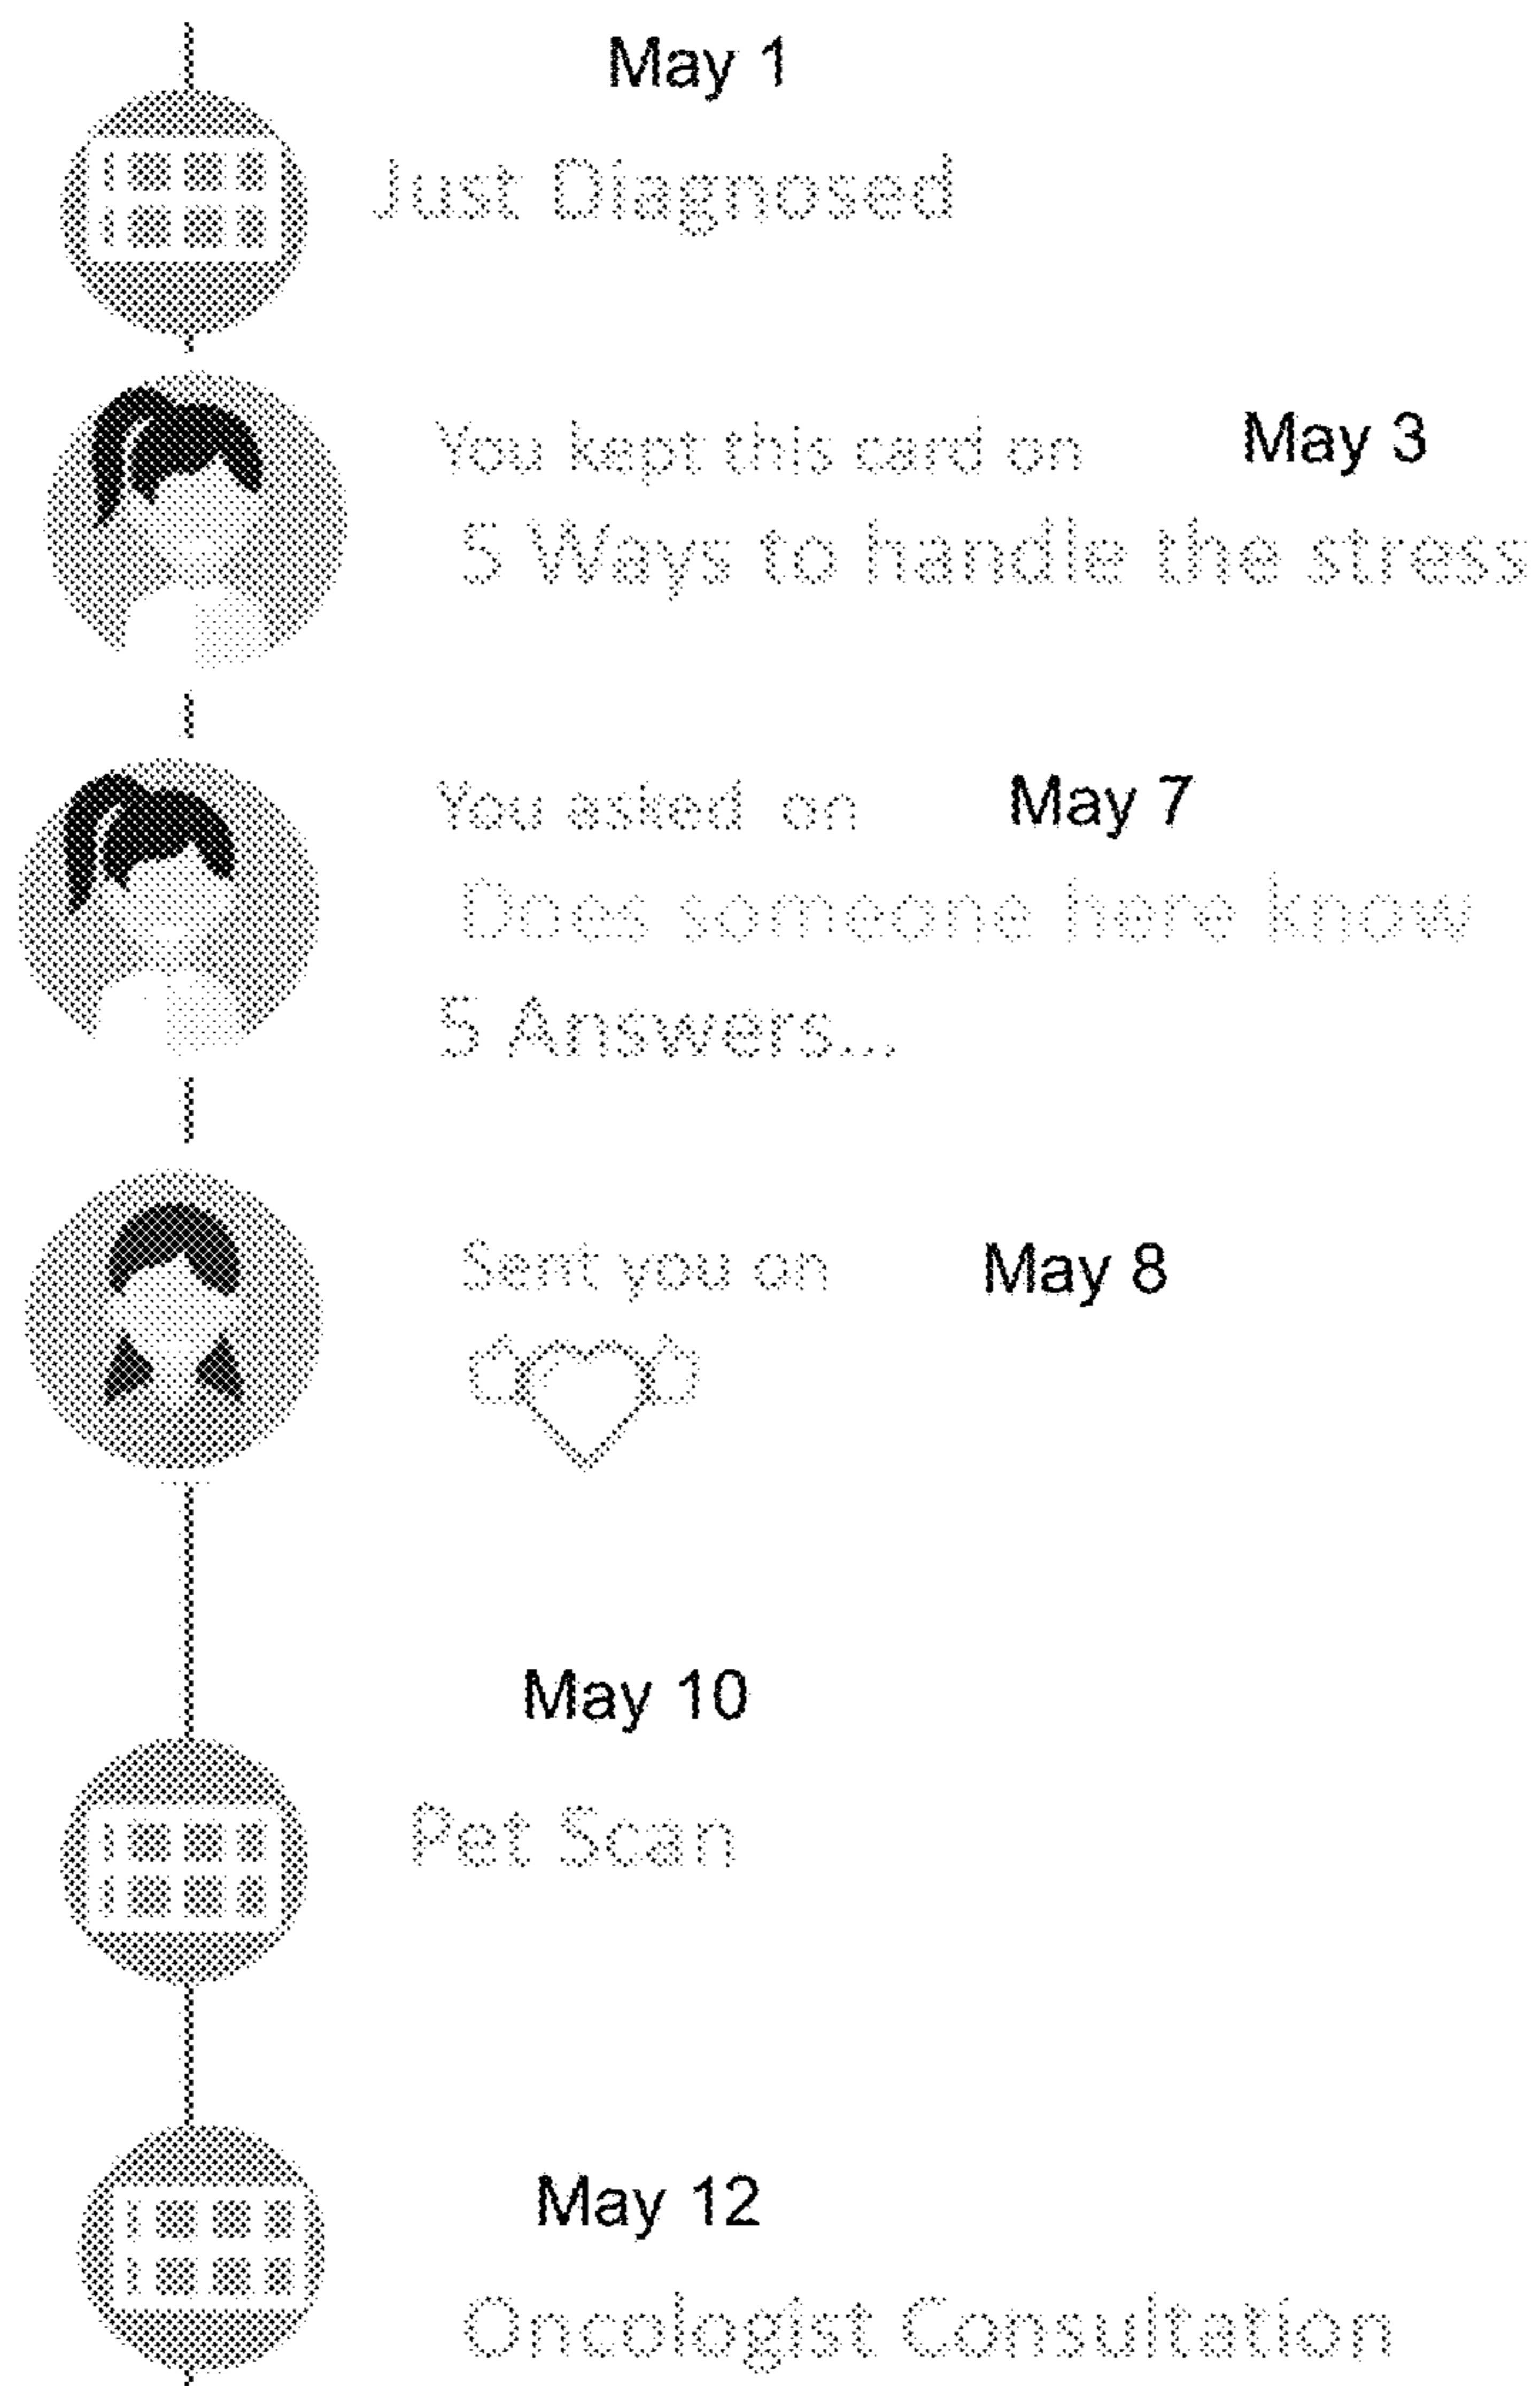 May 1
Just Diagnosed
You kept this card on May 3
5 Ways to handle the stress
You asked on May 7
Does someone here know
5 Answers...
Sent you on May 8
May 10
Pet Scan
May 12
Oncologist Consultation